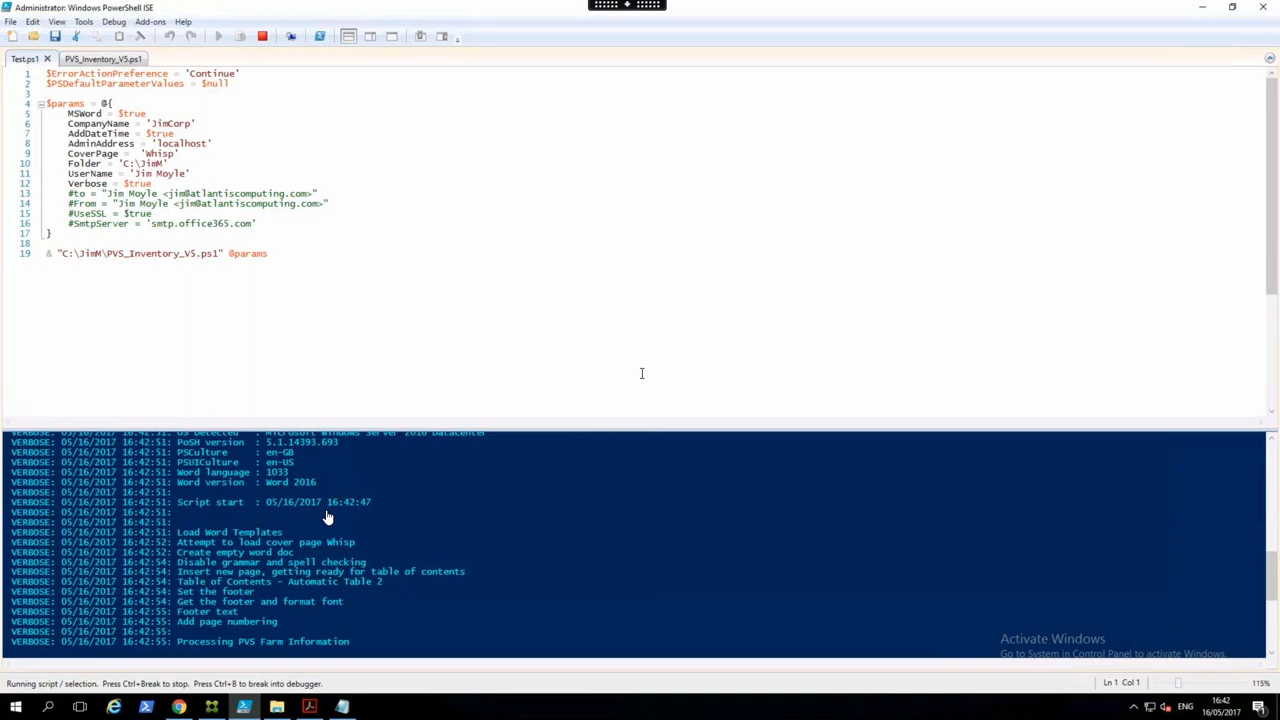 Administrator: Windows PowerShell ISE
File Edit View Tools Debug Add-ons Help
Test.ps1 PVS_Inventory_V5.ps1
1 $ErrorActionPreference = 'Continue'
2 $PSDefaultParameterValues = $null
3
4 $params = @{
5 MSWord = $true
6 CompanyName = 'JimCorp'
7 AddDateTime = $true
8 AdminAddress = 'localhost'
9 CoverPage = 'Whisp'
10 Folder = 'C:\JimM'
11 UserName = 'Jim Moyle'
12 Verbose = $true
13 #to = "Jim Moyle <jim@atlantiscomputing.com>"
14 #From = "Jim Moyle <jim@atlantiscomputing.com>"
15 #UseSSL = $true
16 #SmtpServer = 'smtp.office365.com'
17 }
18
19 & "C:\JimM\PVS_Inventory_V5.ps1" @params
VERBOSE: 05/16/2017 16:42:51: OS Detected : Microsoft Windows Server 2016 Datacenter
VERBOSE: 05/16/2017 16:42:51: PoSH version : 5.1.14393.693
VERBOSE: 05/16/2017 16:42:51: PSCulture : en-GB
VERBOSE: 05/16/2017 16:42:51: PSUICulture : en-US
VERBOSE: 05/16/2017 16:42:51: Word language : 1033
VERBOSE: 05/16/2017 16:42:51: Word version : Word 2016
VERBOSE: 05/16/2017 16:42:51:
VERBOSE: 05/16/2017 16:42:51: Script start : 05/16/2017 16:42:47
VERBOSE: 05/16/2017 16:42:51:
VERBOSE: 05/16/2017 16:42:51:
VERBOSE: 05/16/2017 16:42:51: Load Word Templates
VERBOSE: 05/16/2017 16:42:52: Attempt to load cover page Whisp
VERBOSE: 05/16/2017 16:42:52: Create empty word doc
VERBOSE: 05/16/2017 16:42:54: Disable grammar and spell checking
VERBOSE: 05/16/2017 16:42:54: Insert new page, getting ready for table of contents
VERBOSE: 05/16/2017 16:42:54: Table of Contents - Automatic Table 2
VERBOSE: 05/16/2017 16:42:54: Set the footer
VERBOSE: 05/16/2017 16:42:54: Get the footer and format font
VERBOSE: 05/16/2017 16:42:55: Footer text
VERBOSE: 05/16/2017 16:42:55: Add page numbering
VERBOSE: 05/16/2017 16:42:55:
VERBOSE: 05/16/2017 16:42:55: Processing PVS Farm Information
Activate Windows
Go to System in Control Panel to activate Windows.
Running script / selection. Press Ctrl+Break to stop. Press Ctrl+B to break into debugger.
Ln 1 Col 1
115%
ENG
16:42
16/05/2017